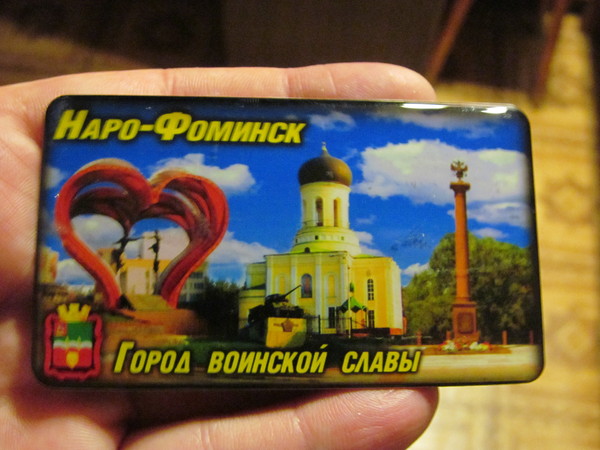 Наро-Фоминск
Город воинской славы